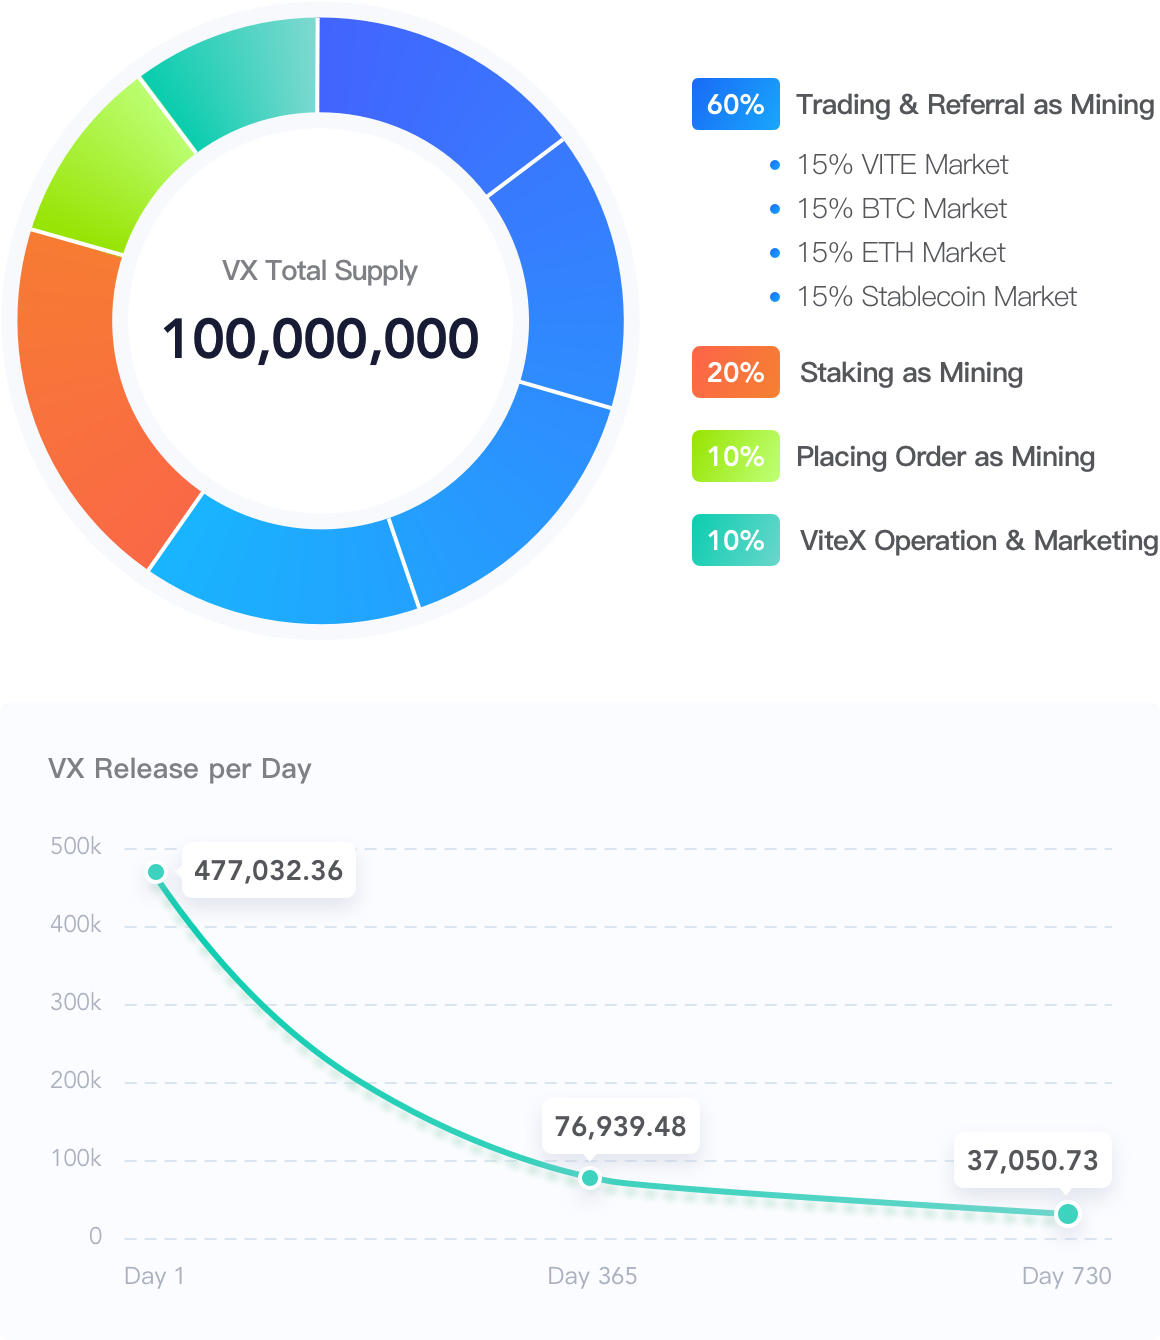 VX Total Supply
100,000,000
60% Trading & Referral as Mining
15% VITE Market
15% BTC Market
15% ETH Market
15% Stablecoin Market
20% Staking as Mining
10% Placing Order as Mining
10% ViteX Operation & Marketing
VX Release per Day
500k
477,032.36
400k
300k
200k
76,939.48
100k
37,050.73
0
Day 1 Day 365 Day 730